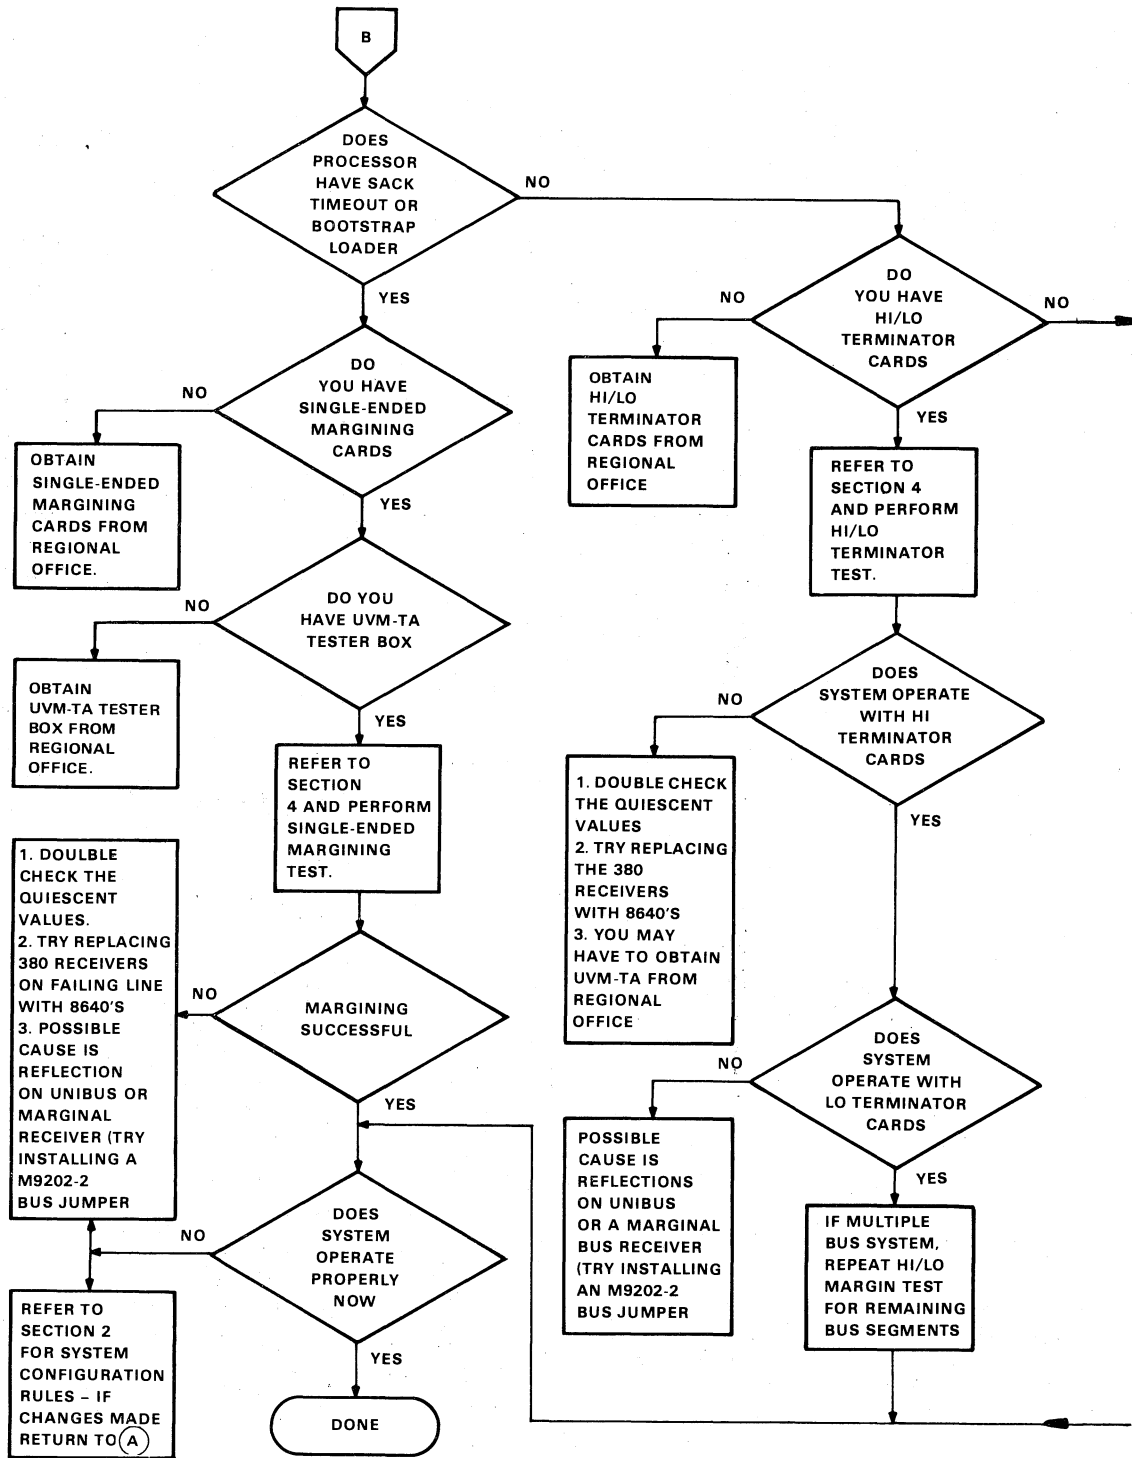 B
DOES
PROCESSOR
HAVE SACK
TIMEOUT OR
BOOTSTRAP
LOADER
NO
YES
DO
YOU HAVE
SINGLE-ENDED
MARGINING
CARDS
NO
YES
OBTAIN
SINGLE-ENDED
MARGINING
CARDS FROM
REGIONAL
OFFICE.
DO YOU
HAVE UVM-TA
TESTER BOX
NO
YES
OBTAIN
UVM-TA TESTER
BOX FROM
REGIONAL
OFFICE.
REFER TO
SECTION
4 AND PERFORM
SINGLE-ENDED
MARGINING
TEST.
MARGINING
SUCCESSFUL
NO
YES
1. DOULBLE
CHECK THE
QUIESCENT
VALUES.
2. TRY REPLACING
380 RECEIVERS
ON FAILING LINE
WITH 8640'S
3. POSSIBLE
CAUSE IS
REFLECTION
ON UNIBUS OR
MARGINAL
RECEIVER (TRY
INSTALLING A
M9202-2
BUS JUMPER
DOES
SYSTEM
OPERATE
PROPERLY
NOW
NO
YES
REFER TO
SECTION 2
FOR SYSTEM
CONFIGURATION
RULES – IF
CHANGES MADE
RETURN TO A
DONE
DO
YOU HAVE
HI/LO
TERMINATOR
CARDS
NO
NO
YES
OBTAIN
HI/LO
TERMINATOR
CARDS FROM
REGIONAL
OFFICE
REFER TO
SECTION 4
AND PERFORM
HI/LO
TERMINATOR
TEST.
DOES
SYSTEM OPERATE
WITH HI
TERMINATOR
CARDS
NO
YES
1. DOUBLE CHECK
THE QUIESCENT
VALUES
2. TRY REPLACING
THE 380
RECEIVERS
WITH 8640'S
3. YOU MAY
HAVE TO OBTAIN
UVM-TA FROM
REGIONAL
OFFICE
DOES
SYSTEM
OPERATE WITH
LO TERMINATOR
CARDS
NO
YES
POSSIBLE
CAUSE IS
REFLECTIONS
ON UNIBUS
OR A MARGINAL
BUS RECEIVER
(TRY INSTALLING
AN M9202-2
BUS JUMPER
IF MULTIPLE
BUS SYSTEM,
REPEAT HI/LO
MARGIN TEST
FOR REMAINING
BUS SEGMENTS